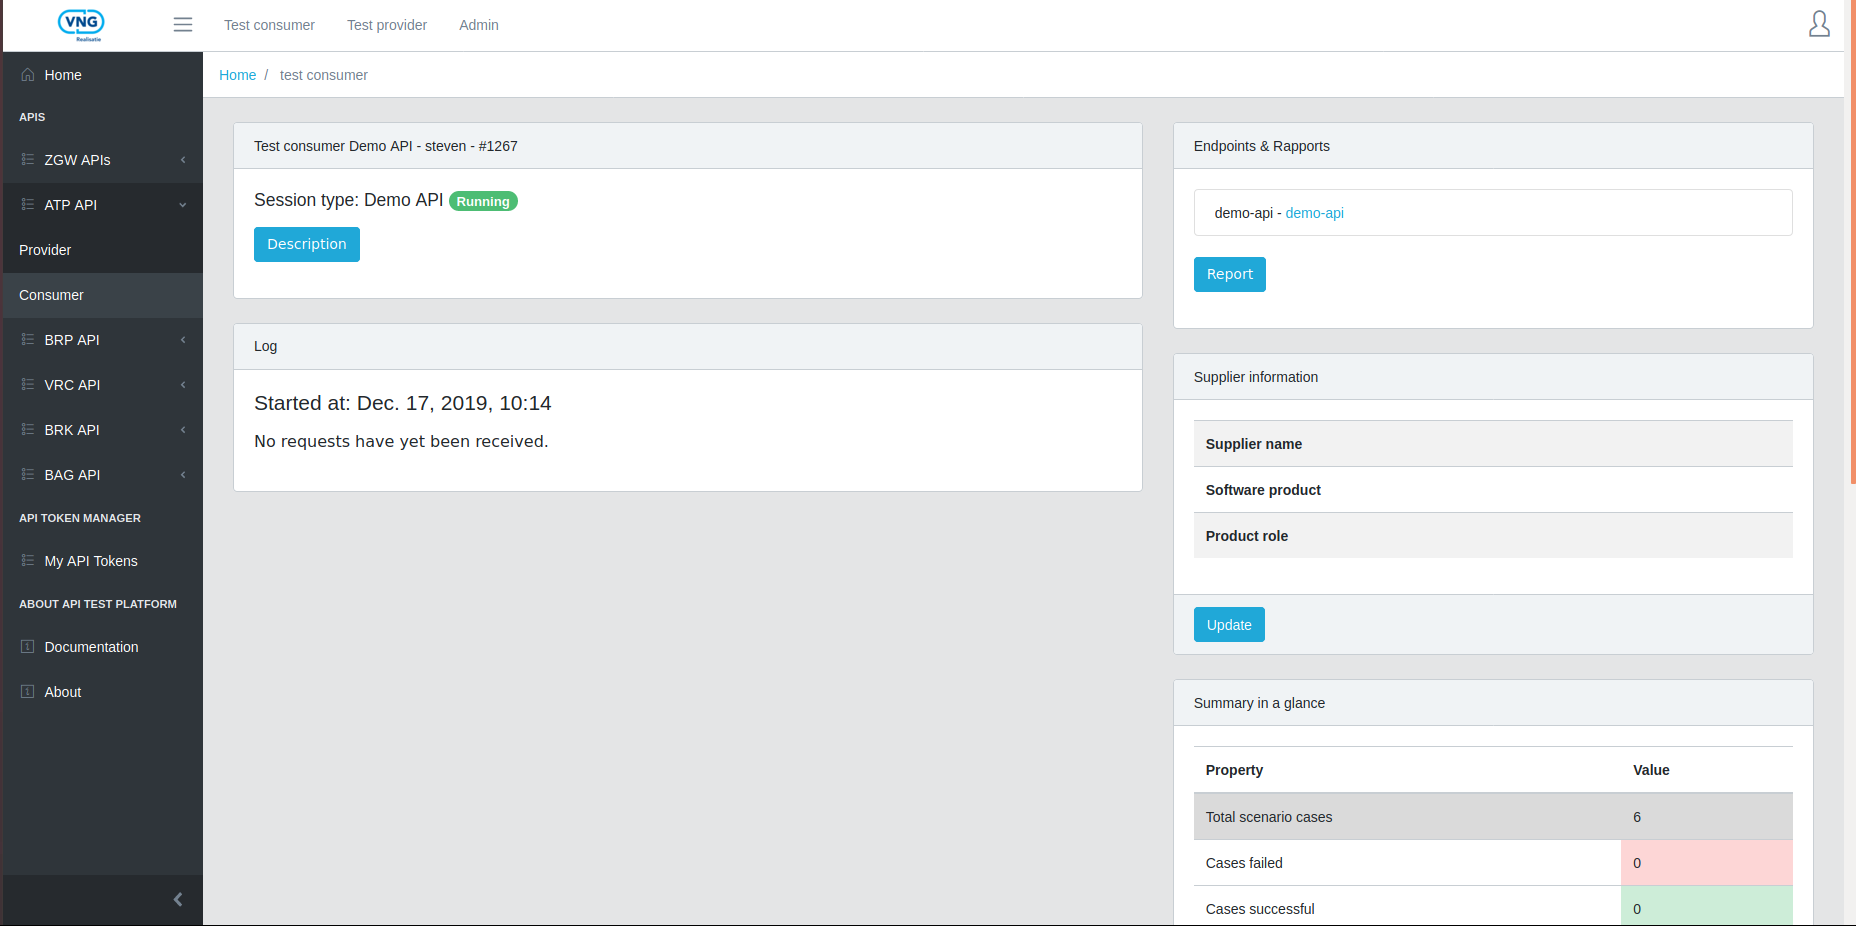 VNG
Realisatie
Test consumer
Test provider
Admin
Home
APIS
ZGW APIs
ATP API
Provider
Consumer
BRP API
VRC API
BRK API
BAG API
API TOKEN MANAGER
My API Tokens
ABOUT API TEST PLATFORM
Documentation
About
Home / test consumer
Test consumer Demo API - steven - #1267
Session type: Demo API Running
Description
Log
Started at: Dec. 17, 2019, 10:14
No requests have yet been received.
Endpoints & Rapports
demo-api - demo-api
Report
Supplier information
Supplier name
Software product
Product role
Update
Summary in a glance
Property Value
Total scenario cases 6
Cases failed 0
Cases successful 0